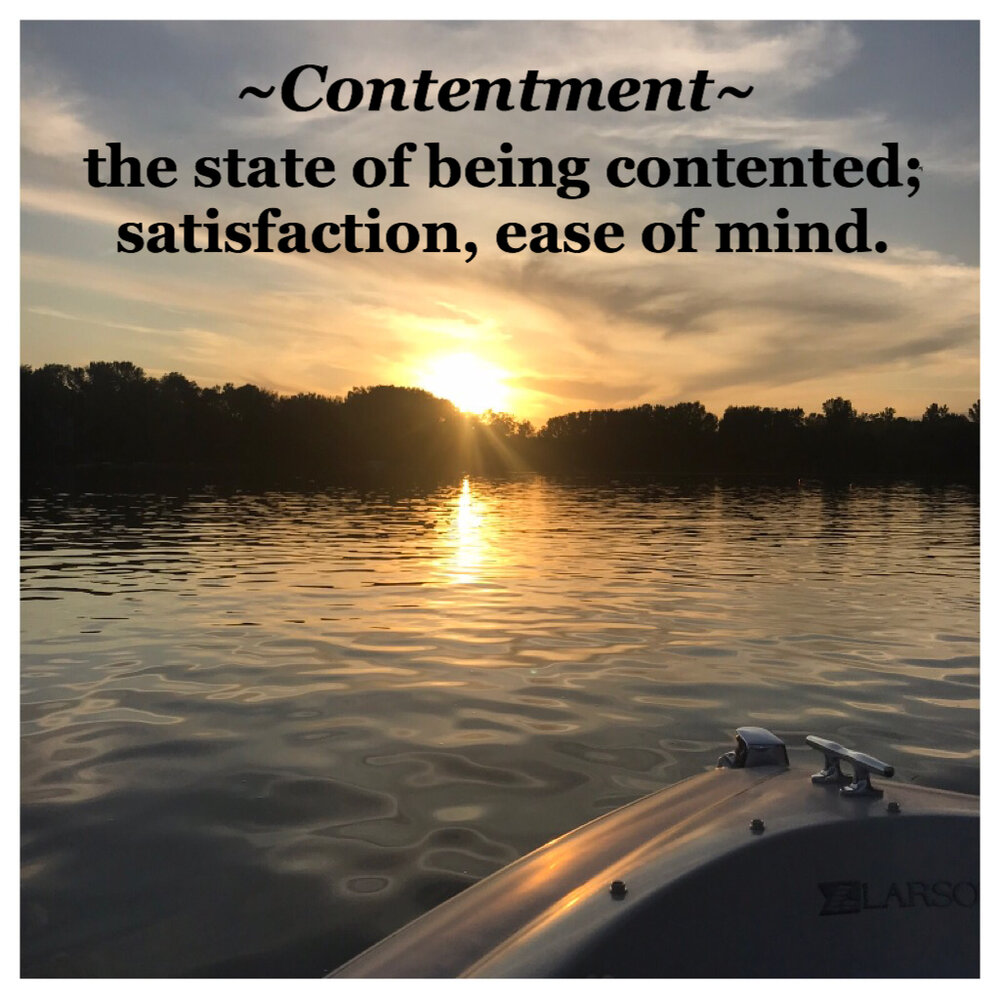 ~Contentment~
the state of being contented;
satisfaction, ease of mind.
LARSO